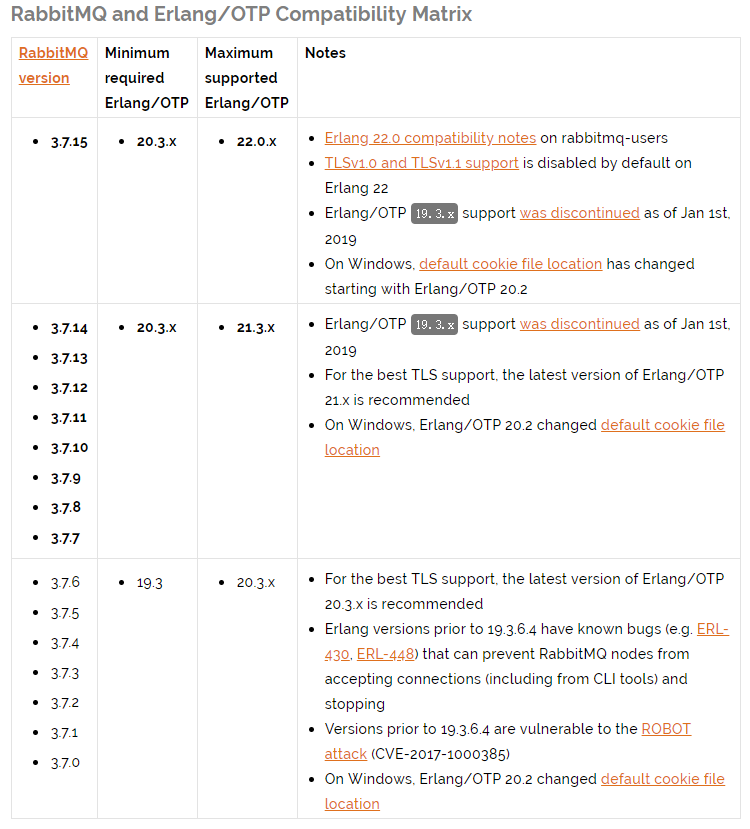 RabbitMQ and Erlang/OTP Compatibility Matrix
RabbitMQ
version
Minimum
required
Erlang/OTP
Maximum
supported
Erlang/OTP
Notes
• 3.7.15
• 20.3.x
• 22.0.x
• Erlang 22.0 compatibility notes on rabbitmq-users
• TLSv1.0 and TLSv1.1 support is disabled by default on
Erlang 22
• Erlang/OTP 19.3.x support was discontinued as of Jan 1st,
2019
• On Windows, default cookie file location has changed
starting with Erlang/OTP 20.2
• 3.7.14
• 3.7.13
• 3.7.12
• 3.7.11
• 3.7.10
• 3.7.9
• 3.7.8
• 3.7.7
• 20.3.x
• 21.3.x
• Erlang/OTP 19.3.x support was discontinued as of Jan 1st,
2019
• For the best TLS support, the latest version of Erlang/OTP
21.x is recommended
• On Windows, Erlang/OTP 20.2 changed default cookie file
location
• 3.7.6
• 3.7.5
• 3.7.4
• 3.7.3
• 3.7.2
• 3.7.1
• 3.7.0
• 19.3
• 20.3.x
• For the best TLS support, the latest version of Erlang/OTP
20.3.x is recommended
• Erlang versions prior to 19.3.6.4 have known bugs (e.g. ERL-
430, ERL-448) that can prevent RabbitMQ nodes from
accepting connections (including from CLI tools) and
stopping
• Versions prior to 19.3.6.4 are vulnerable to the ROBOT
attack (CVE-2017-1000385)
• On Windows, Erlang/OTP 20.2 changed default cookie file
location